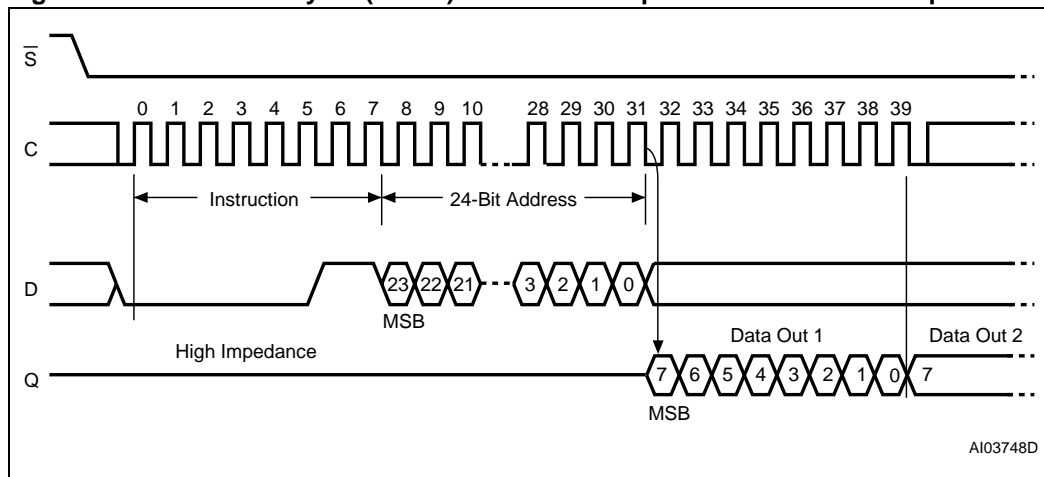 S
0 1 2 3 4 5 6 7 8 9 10 28 29 30 31 32 33 34 35 36 37 38 39
C
Instruction 24-Bit Address
D 23 22 21 3 2 1 0
MSB
Data Out 1 Data Out 2
High Impedance
Q 7 6 5 4 3 2 1 0 7
MSB
AI03748D